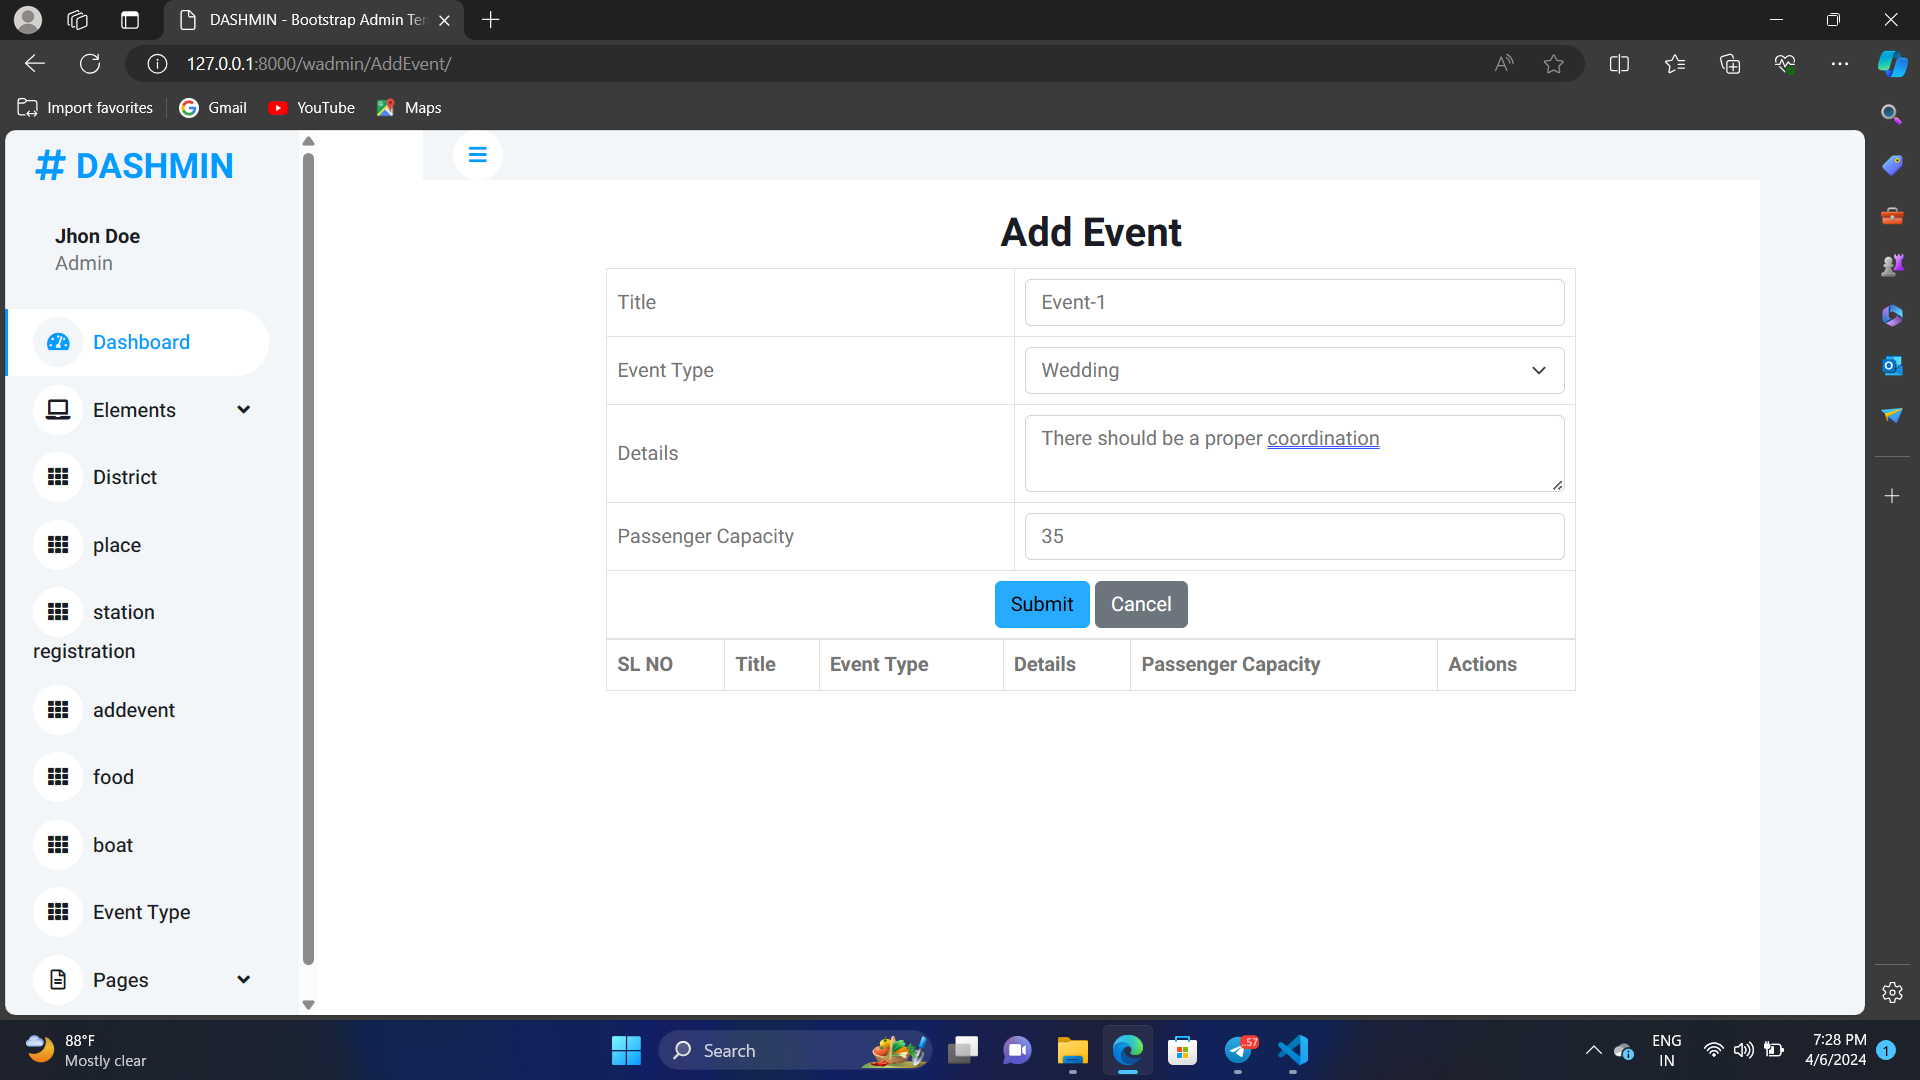 DASHMIN - Bootstrap Admin Te
127.0.0.1:8000/wadmin/AddEvent/
Import favorites
Gmail
YouTube
Maps
# DASHMIN
Jhon Doe
Admin
Dashboard
Elements
District
place
station
registration
addevent
food
boat
Event Type
Pages
Add Event
Title
Event-1
Event Type
Wedding
Details
There should be a proper coordination
Passenger Capacity
35
Submit
Cancel
SL NO
Title
Event Type
Details
Passenger Capacity
Actions
88°F
Mostly clear
Search
57
ENG
IN
7:28 PM
4/6/2024
1